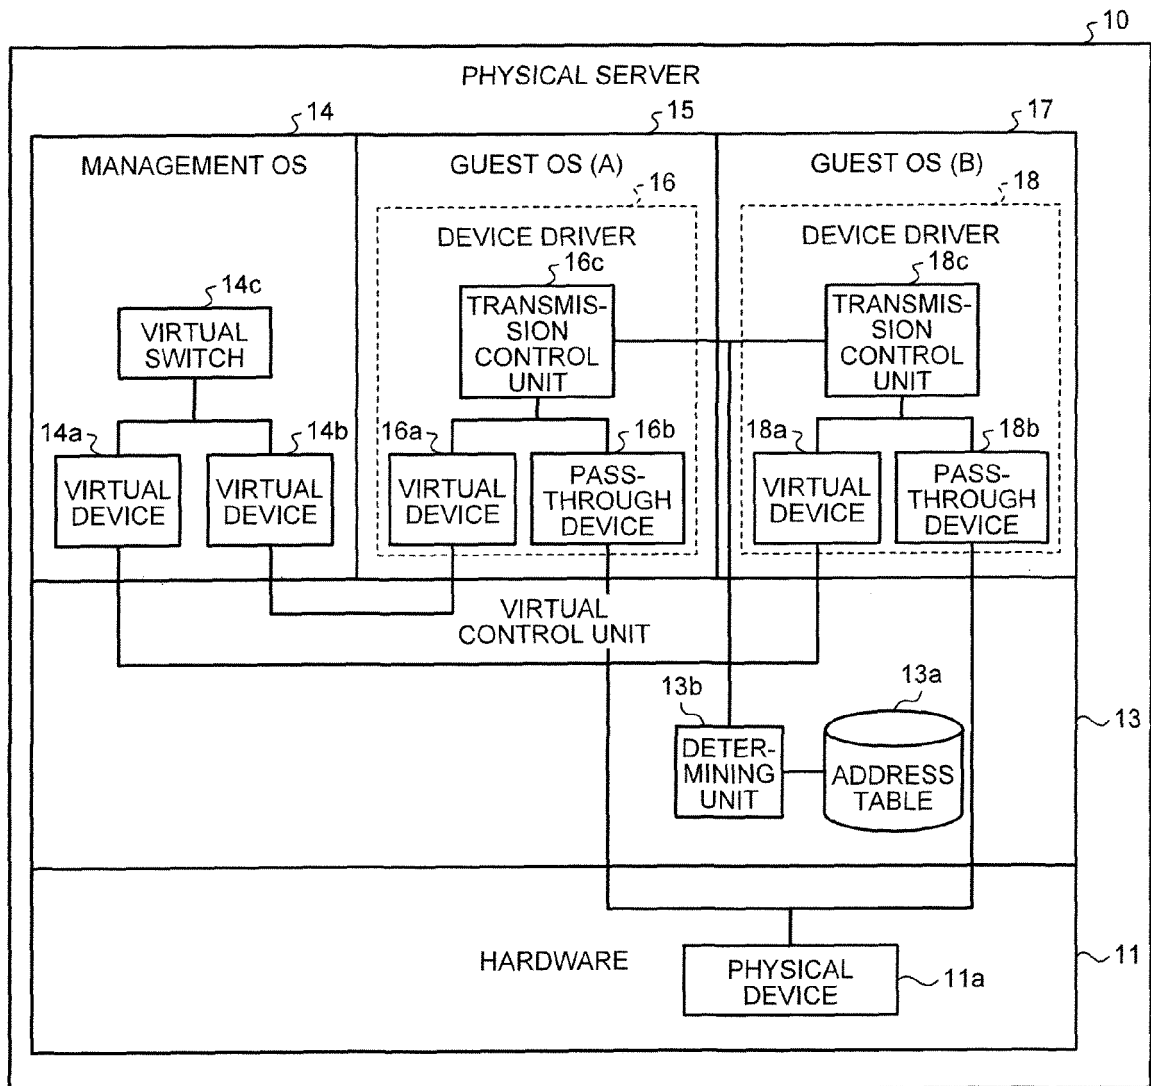 10
PHYSICAL SERVER
14
15
17
MANAGEMENT OS
GUEST OS (A)
GUEST OS (B)
16
18
DEVICE DRIVER
DEVICE DRIVER
16c
18c
14c
VIRTUAL
SWITCH
TRANSMIS-
SION
CONTROL
UNIT
TRANSMIS-
SION
CONTROL
UNIT
14a
14b
16a
16b
18a
18b
VIRTUAL
DEVICE
VIRTUAL
DEVICE
VIRTUAL
DEVICE
PASS-
THROUGH
DEVICE
VIRTUAL
DEVICE
PASS-
THROUGH
DEVICE
VIRTUAL
CONTROL UNIT
13b
13a
13
DETER-
MINING
UNIT
ADDRESS
TABLE
HARDWARE
PHYSICAL
DEVICE
11a
11